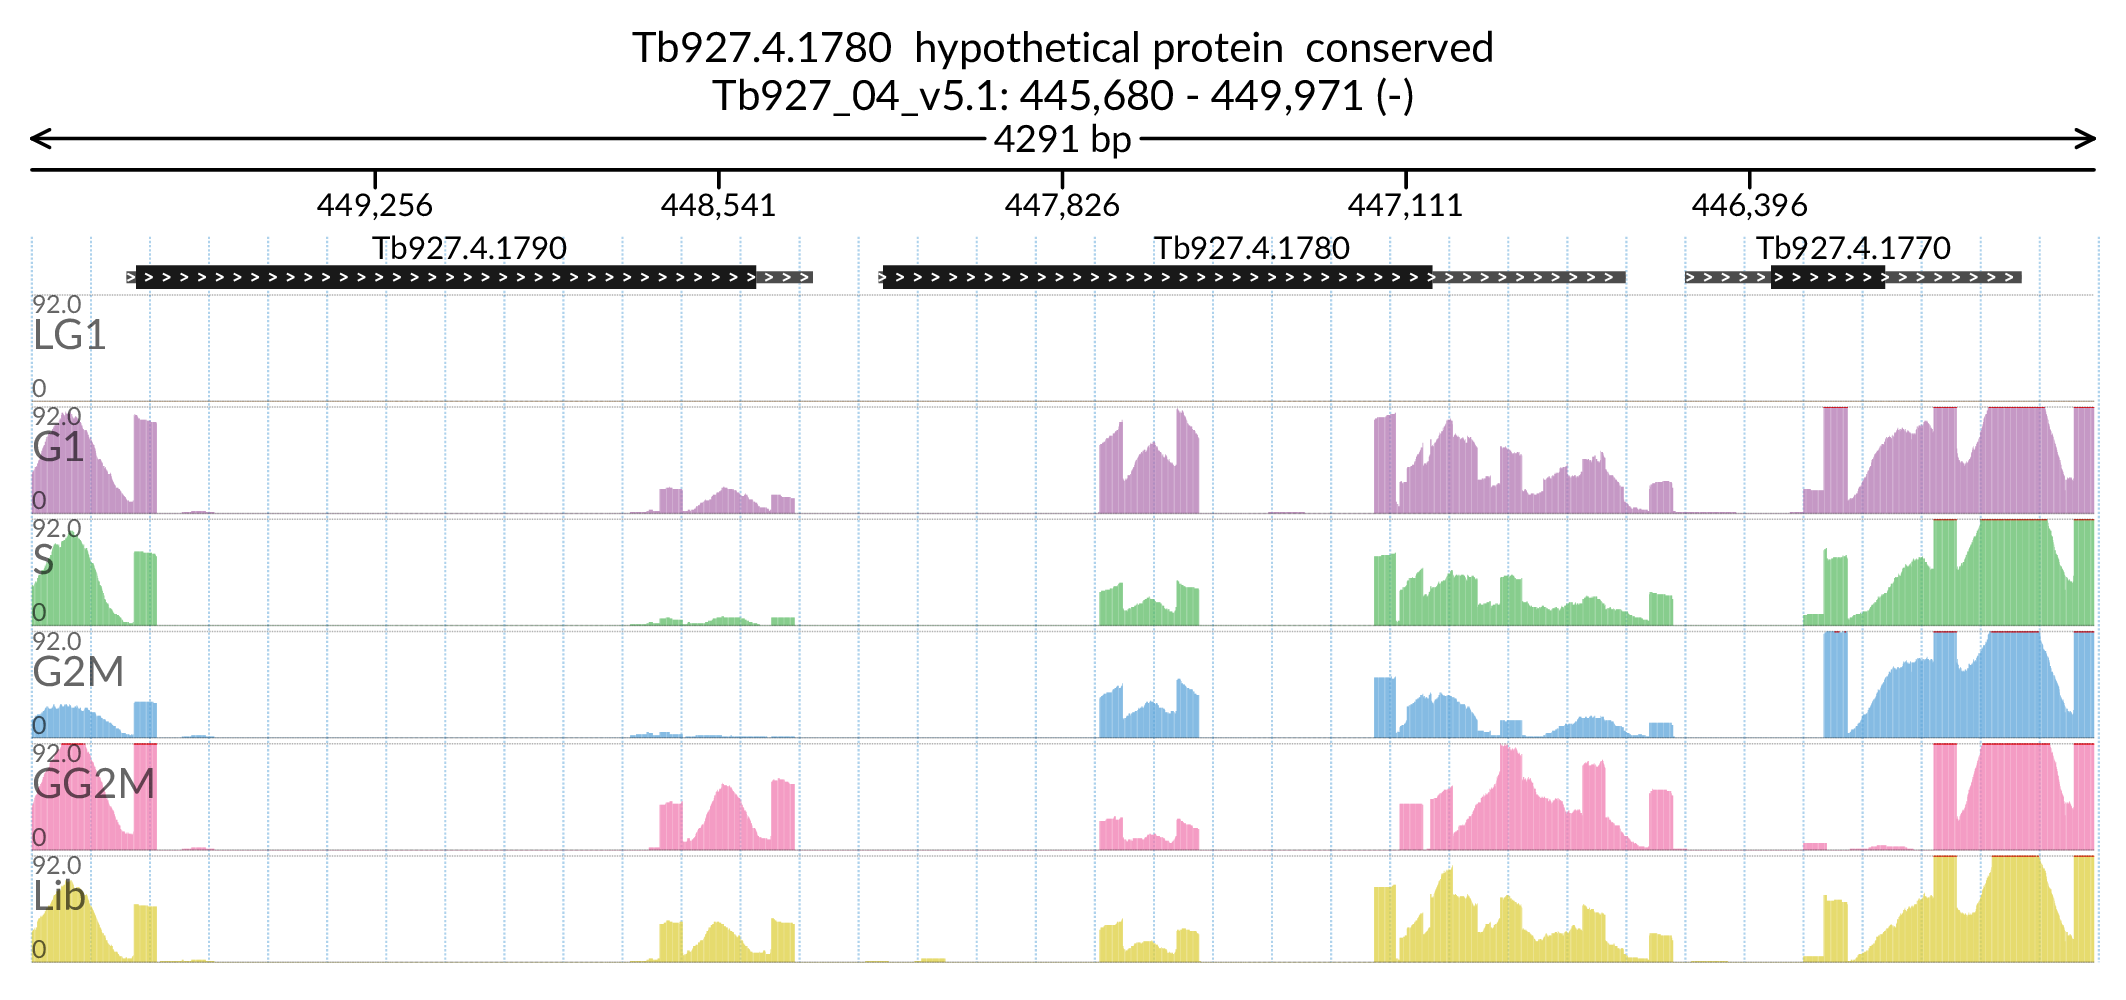 Tb927.4.1780 hypothetical protein conserved
Tb927_04_v5.1: 445,680 - 449,971 (-)
4291 bp
449,256 448,541 447,826 447,111 446,396
Tb927.4.1790 Tb927.4.1780 Tb927.4.1770
92.0
LG1
0
92.0
G1
0
92.0
S
0
92.0
G2M
0
92.0
GG2M
0
92.0
Lib
0